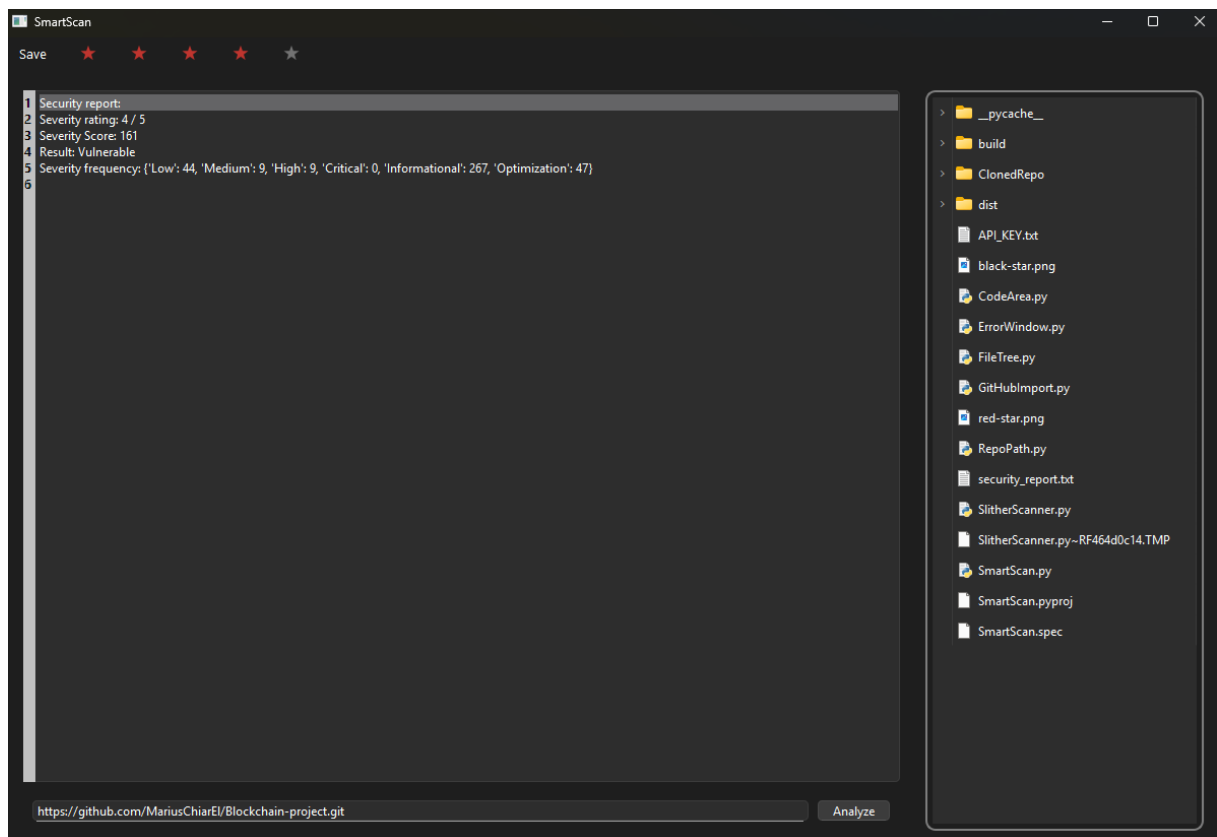 SmartScan
Save
1 Security report:
2 Severity rating: 4 / 5
3 Severity Score: 161
4 Result: Vulnerable
5 Severity frequency: {'Low': 44, 'Medium': 9, 'High': 9, 'Critical': 0, 'Informational': 267, 'Optimization': 47}
6
https://github.com/MariusChiarEl/Blockchain-project.git
Analyze
__pycache__
build
ClonedRepo
dist
API_KEY.txt
black-star.png
CodeArea.py
ErrorWindow.py
FileTree.py
GitHubImport.py
red-star.png
RepoPath.py
security_report.txt
SlitherScanner.py
SlitherScanner.py~RF464d0c14.TMP
SmartScan.py
SmartScan.pyproj
SmartScan.spec